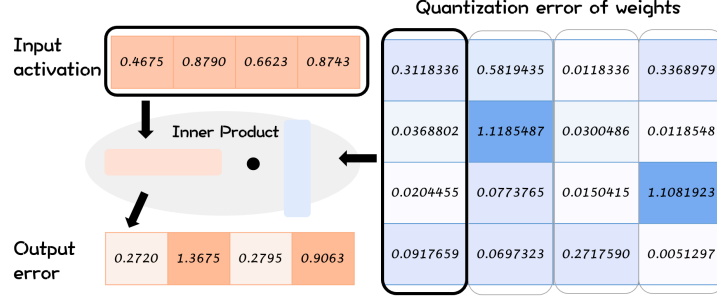 Quantization error of weights
Input
activation
0.4675 0.8790 0.6623 0.8743
Inner Product
Output
error
0.2720 1.3675 0.2795 0.9063
0.3118336 0.5819435 0.0118336 0.3368979
0.0368802 1.1185487 0.0300486 0.0118548
0.0204455 0.0773765 0.0150415 1.1081923
0.0917659 0.0697323 0.2717590 0.0051297